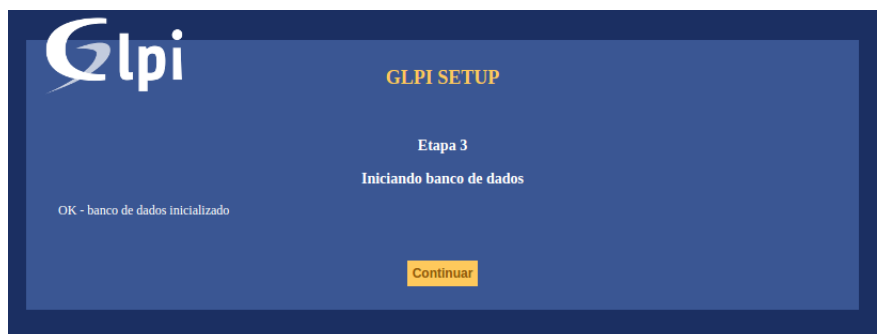 Glpi
GLPI SETUP
Etapa 3
Iniciando banco de dados
OK - banco de dados inicializado
Continuar